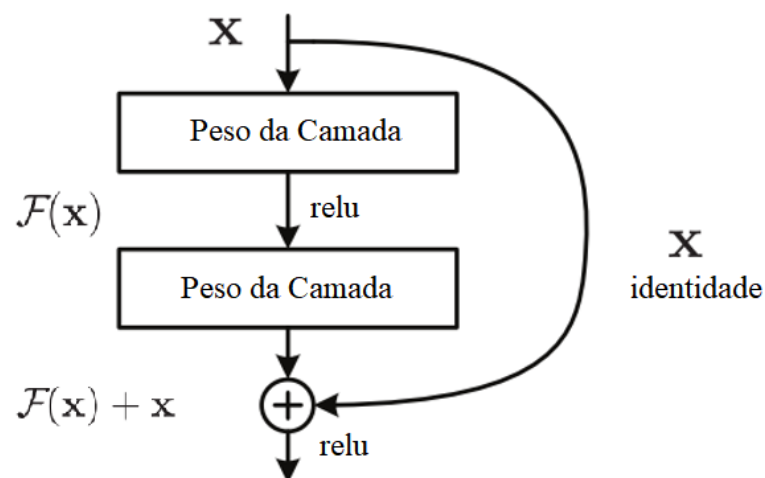 x
Peso da Camada
F(x)
relu
x
identidade
Peso da Camada
F(x) + x
+
relu